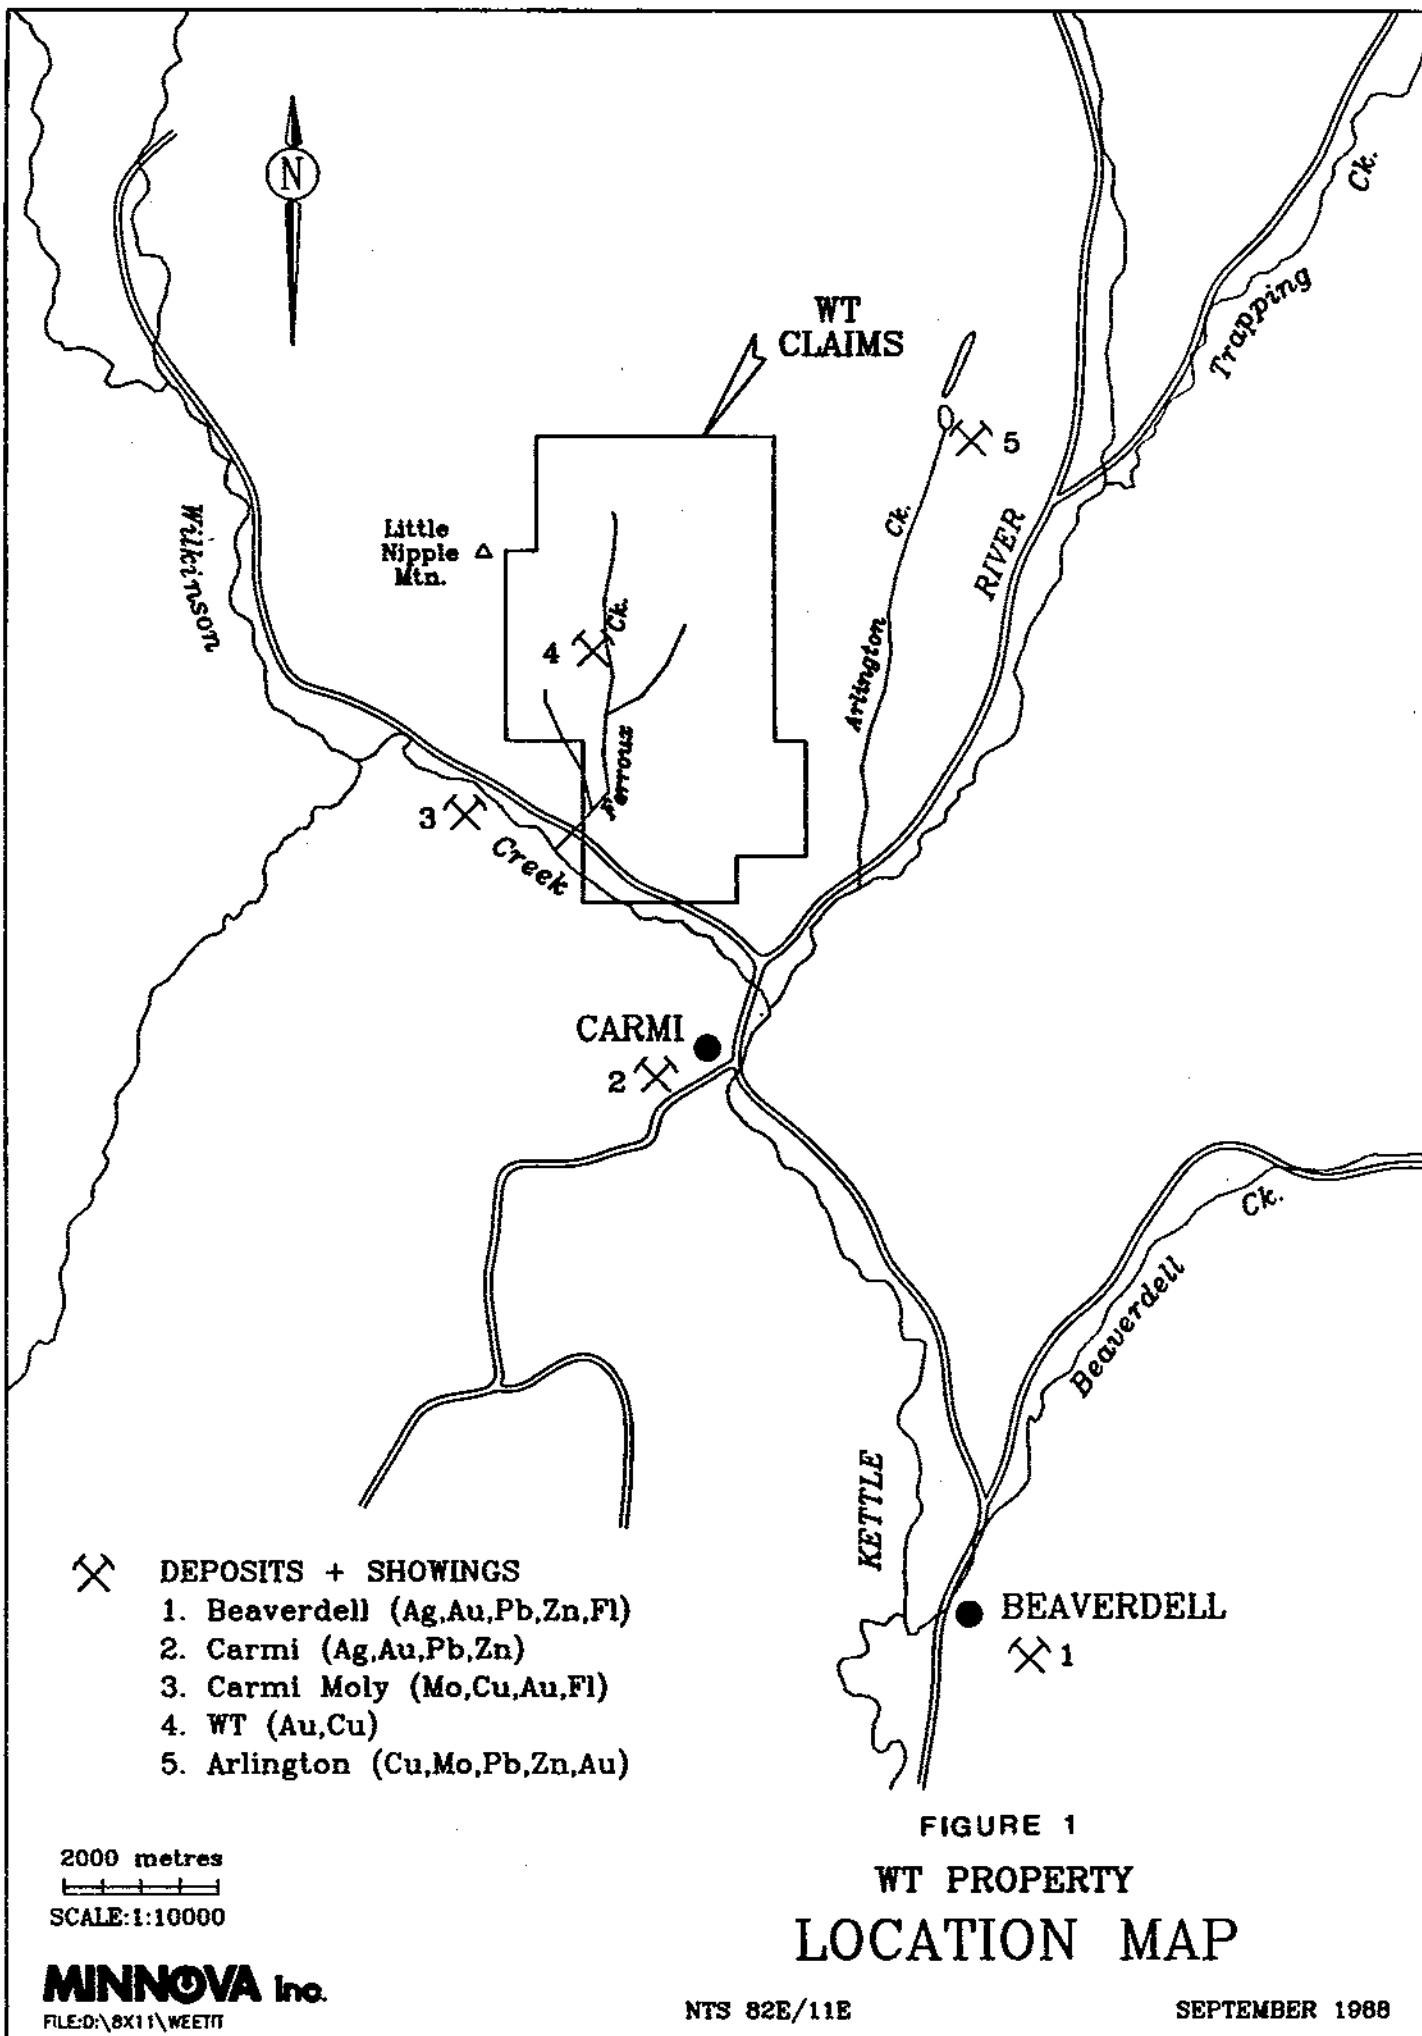 N
Ck.
Trapping
WT
CLAIMS
5
Ck.
RIVER
Wilkinson
Little
Nipple
Mtn.
Ck.
4
Arlington
Ferroux
3
Creek
CARMI
2
Ck.
Beaverdell
KETTLE
BEAVERDELL
1
DEPOSITS + SHOWINGS
1. Beaverdell (Ag,Au,Pb,Zn,Fl)
2. Carmi (Ag,Au,Pb,Zn)
3. Carmi Moly (Mo,Cu,Au,Fl)
4. WT (Au,Cu)
5. Arlington (Cu,Mo,Pb,Zn,Au)
FIGURE 1
WT PROPERTY
LOCATION MAP
2000 metres
SCALE:1:10000
MINNOVA Inc.
FILE:D:\8X11\WEETIT
NTS 82E/11E
SEPTEMBER 1988